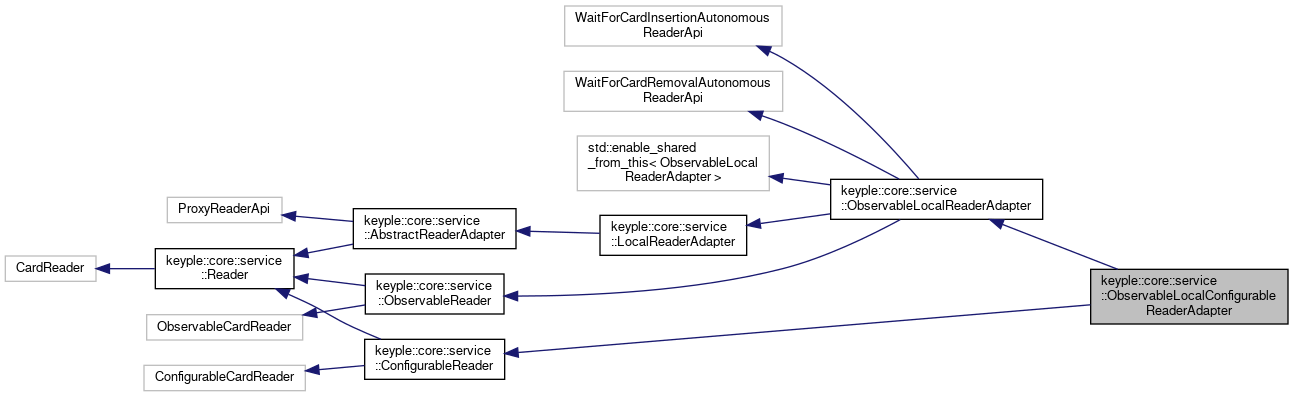 WaitForCardInsertionAutonomous
ReaderApi
WaitForCardRemovalAutonomous
ReaderApi
std::enable_shared
_from_this< ObservableLocal
ReaderAdapter >
keyple::core::service
::ObservableLocalReaderAdapter
ProxyReaderApi
keyple::core::service
::AbstractReaderAdapter
keyple::core::service
::LocalReaderAdapter
keyple::core::service
::Reader
CardReader
keyple::core::service
::ObservableReader
keyple::core::service
::ObservableLocalConfigurable
ReaderAdapter
ObservableCardReader
keyple::core::service
::ConfigurableReader
ConfigurableCardReader